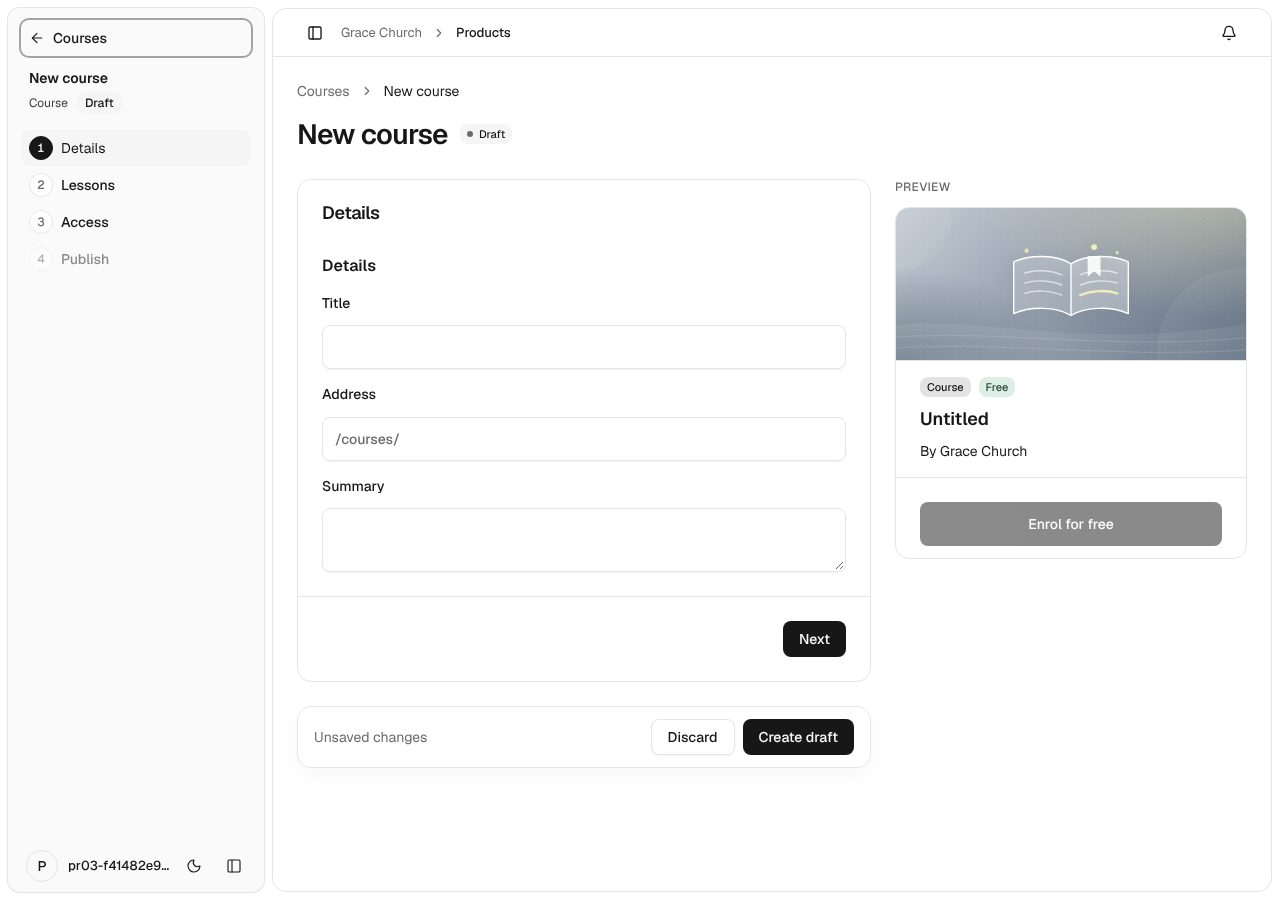 Courses
New course
Course Draft
1 Details
2 Lessons
3 Access
4 Publish
P pr03-f41482e9...
Grace Church > Products
Courses > New course
New course Draft
Details
Details
Title
Address
/courses/
Summary
Next
Unsaved changes Discard Create draft
PREVIEW
Course Free
Untitled
By Grace Church
Enrol for free